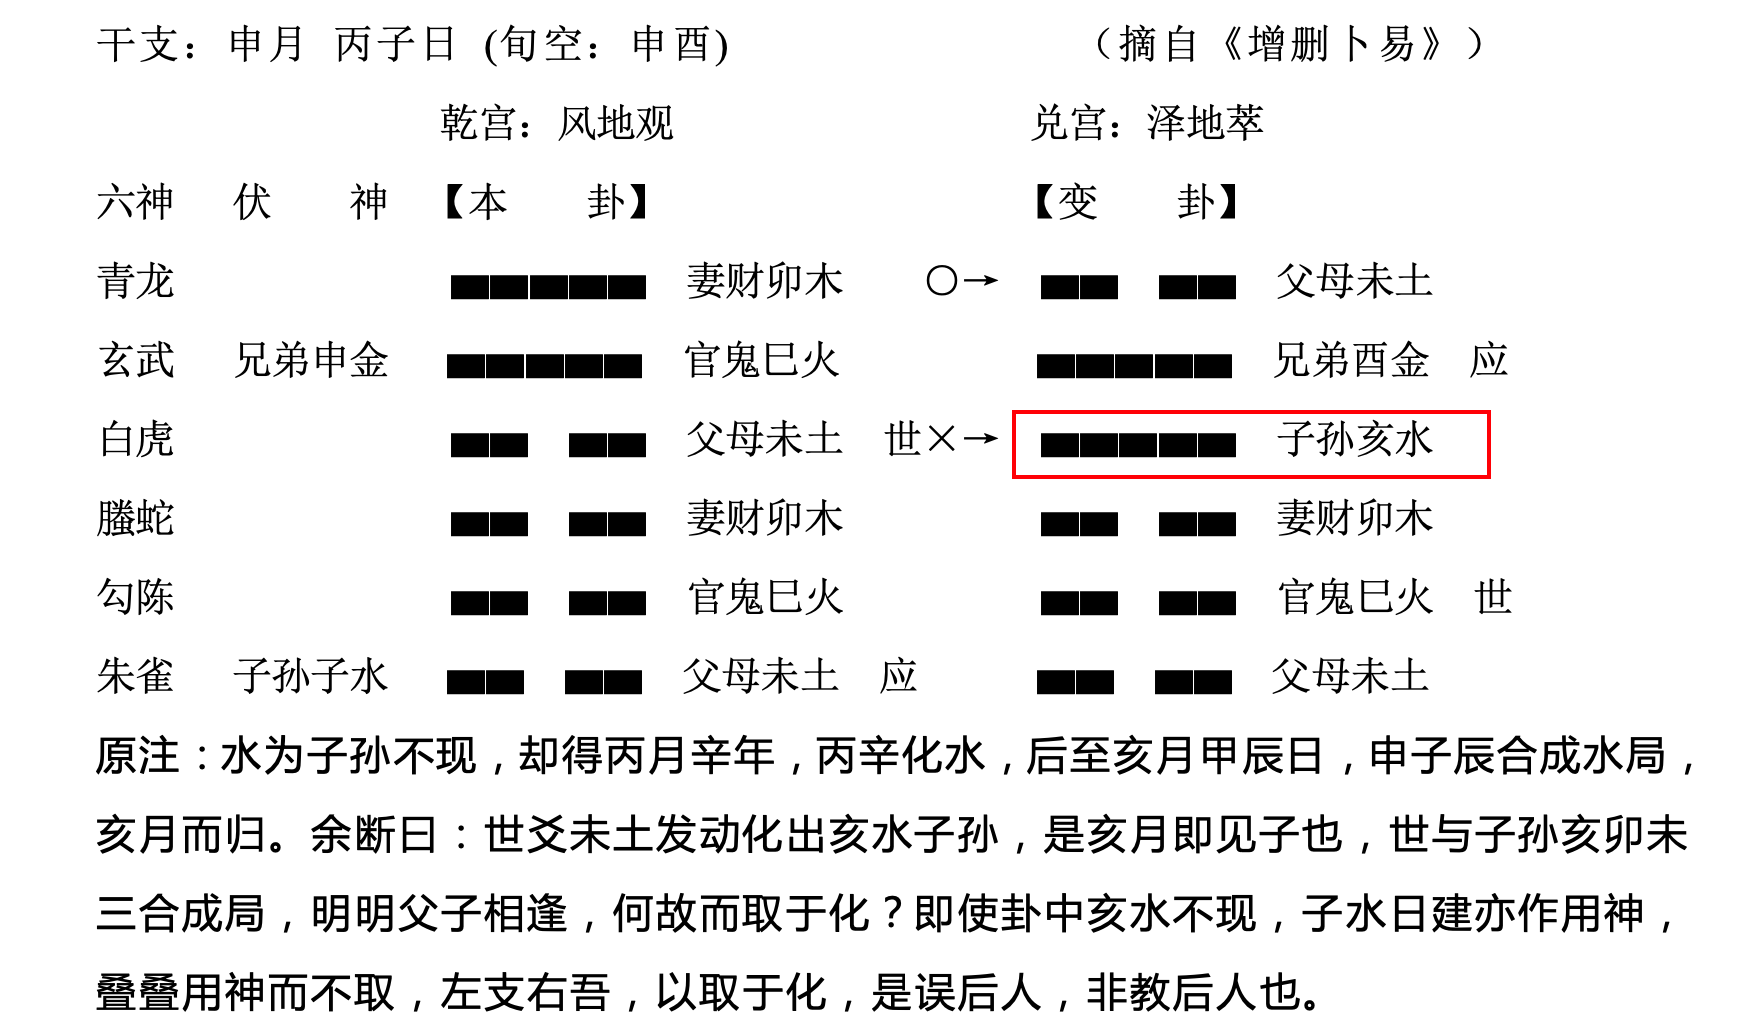 干支：申月 丙子日 (旬空：申酉) （摘自《增删卜易》）
乾宫：风地观 兑宫：泽地萃
六神 伏 神 【本 卦】 【变 卦】
青龙 妻财卯木 〇→ 父母未土
玄武 兄弟申金 官鬼巳火 兄弟酉金 应
白虎 父母未土 世×→ 子孙亥水
螣蛇 妻财卯木 妻财卯木
勾陈 官鬼巳火 官鬼巳火 世
朱雀 子孙子水 父母未土 应 父母未土
原注：水为子孙不现，却得丙月辛年，丙辛化水，后至亥月甲辰日，申子辰合成水局，
亥月而归。余断曰：世爻未土发动化出亥水子孙，是亥月即见子也，世与子孙亥卯未
三合成局，明明父子相逢，何故而取于化？即使卦中亥水不现，子水日建亦作用神，
叠叠用神而不取，左支右吾，以取于化，是误后人，非教后人也。